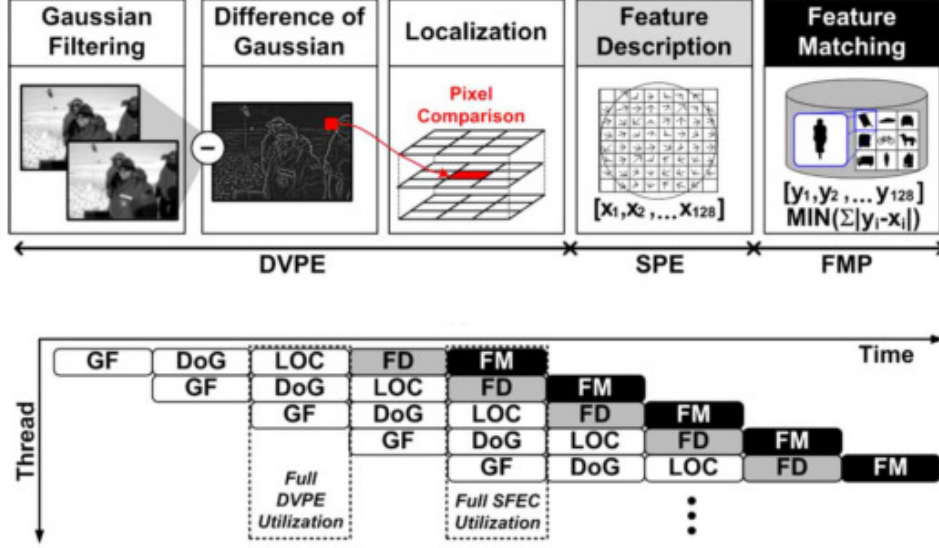 Gaussian
Filtering
Difference of
Gaussian
Localization
Feature
Description
Feature
Matching
Pixel
Comparison
[x1,x2 ,... x128]
[y1,y2 ,... y128]
MIN(Σ|yi-xi|)
DVPE
SPE
FMP
Time
Thread
GF DoG LOC FD FM
GF DoG LOC FD FM
GF DoG LOC FD FM
GF DoG LOC FD FM
GF DoG LOC FD FM
Full
DVPE
Utilization
Full SFEC
Utilization